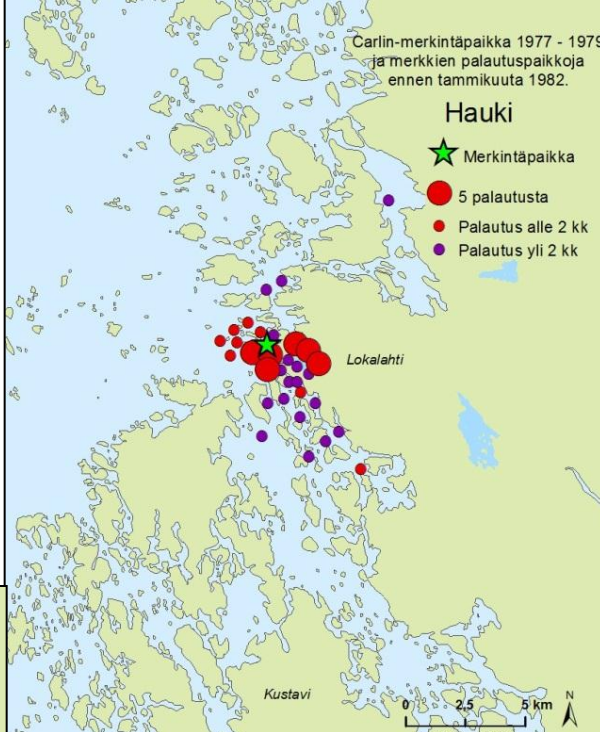 Carlin-merkintäpaikka 1977 - 1979
ja merkkien palautuspaikkoja
ennen tammikuuta 1982.
Hauki
Merkintäpaikka
5 palautusta
Palautus alle 2 kk
Palautus yli 2 kk
Lokalahti
Kustavi
0 2,5 5 km
N